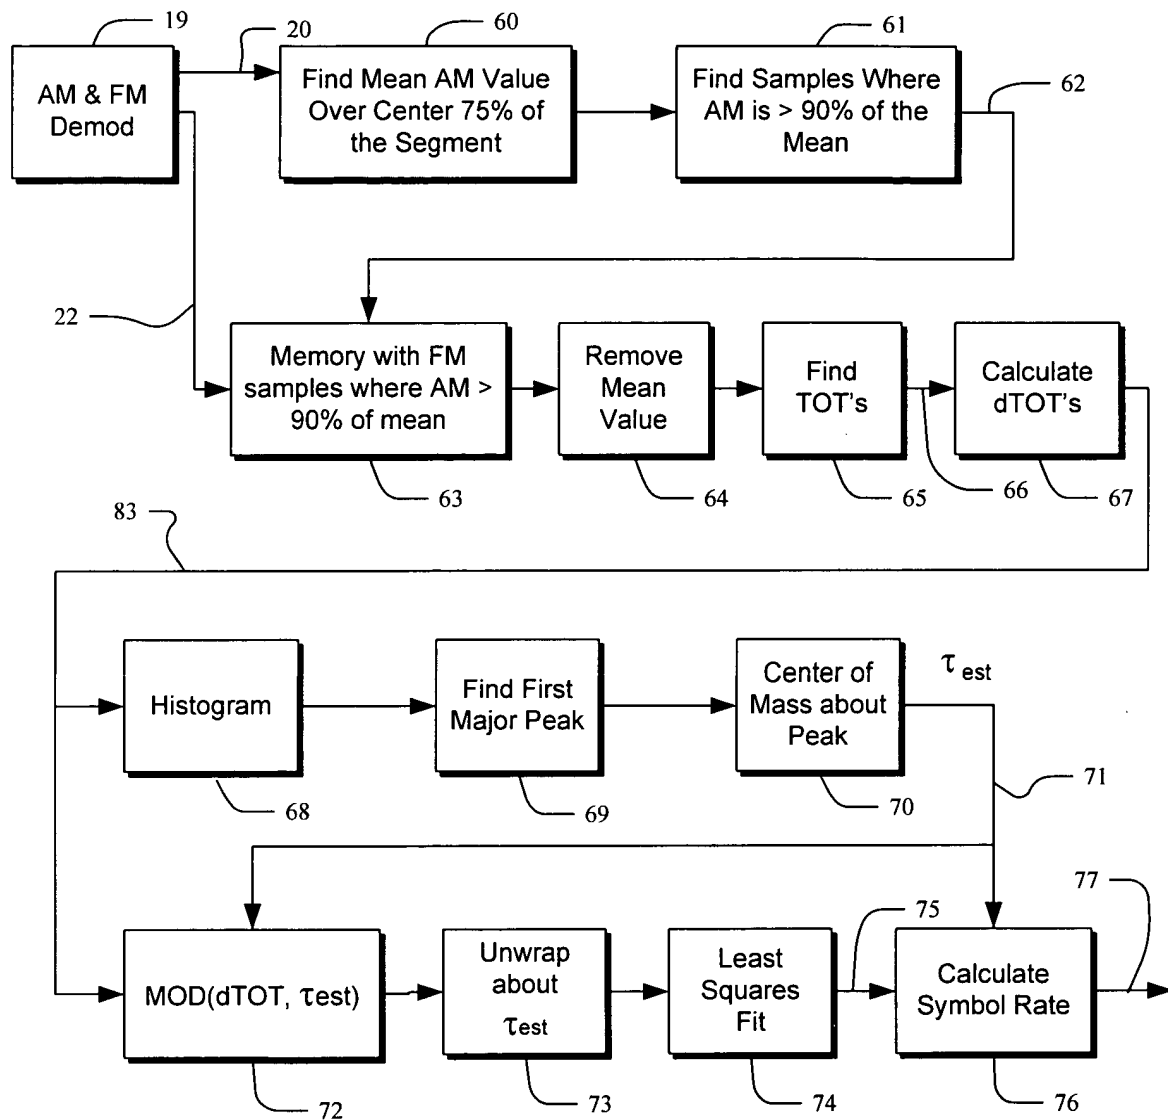 19
20
60
61
62
AM & FM
Demod
Find Mean AM Value
Over Center 75% of
the Segment
Find Samples Where
AM is > 90% of the
Mean
22
Memory with FM
samples where AM >
90% of mean
Remove
Mean
Value
Find
TOT's
Calculate
dTOT's
63
64
65
66
67
83
Histogram
Find First
Major Peak
Center of
Mass about
Peak
τ est
68
69
70
71
77
75
MOD(dTOT, τest)
Unwrap
about
τest
Least
Squares
Fit
Calculate
Symbol Rate
72
73
74
76